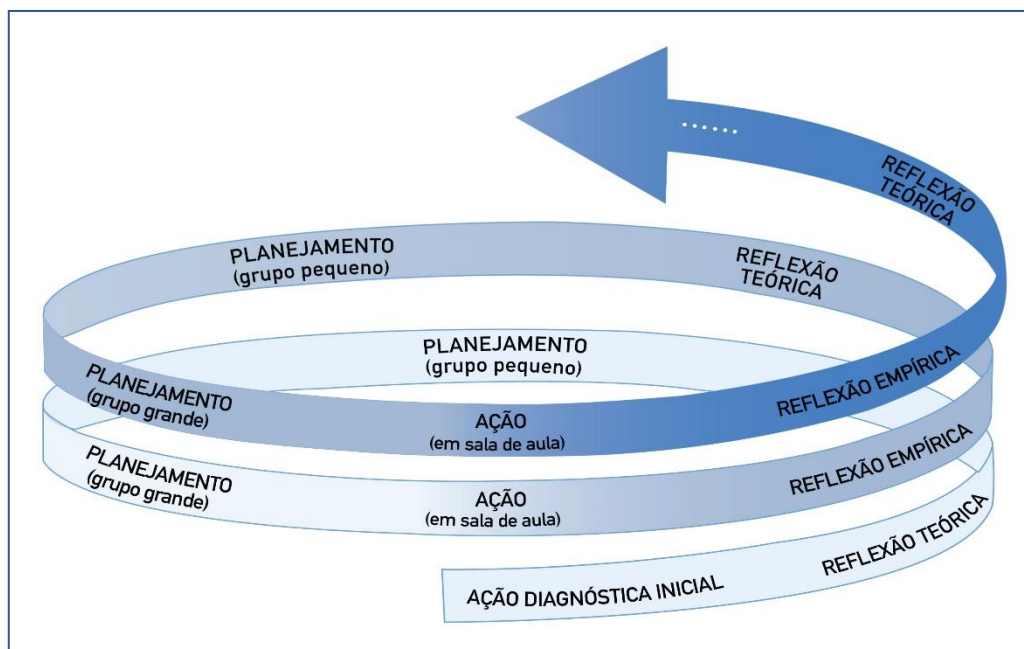 REFLEXÃO
TEÓRICA
PLANEJAMENTO
(grupo pequeno)
REFLEXÃO
TEÓRICA
PLANEJAMENTO
(grupo pequeno)
PLANEJAMENTO
(grupo grande)
AÇÃO
(em sala de aula)
REFLEXÃO EMPÍRICA
PLANEJAMENTO
(grupo grande)
AÇÃO
(em sala de aula)
REFLEXÃO EMPÍRICA
AÇÃO DIAGNÓSTICA INICIAL
REFLEXÃO TEÓRICA